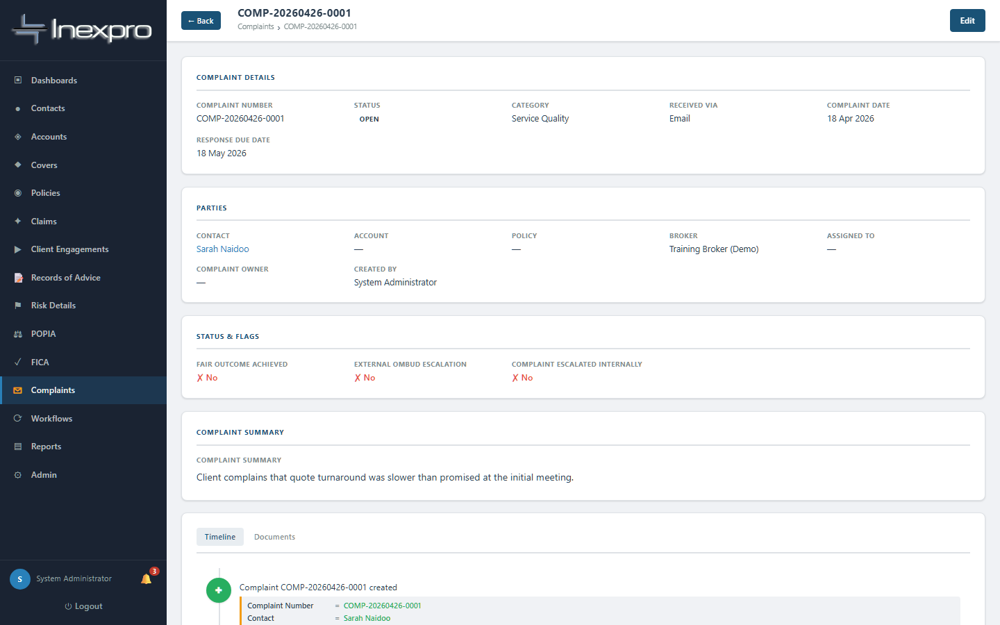 Inexpro
Dashboards
Contacts
Accounts
Covers
Policies
Claims
Client Engagements
Records of Advice
Risk Details
POPIA
FICA
Complaints
Workflows
Reports
Admin
S System Administrator 3
Logout
← Back
COMP-20260426-0001
Complaints › COMP-20260426-0001
Edit
COMPLAINT DETAILS
COMPLAINT NUMBER STATUS CATEGORY RECEIVED VIA COMPLAINT DATE
COMP-20260426-0001 OPEN Service Quality Email 18 Apr 2026
RESPONSE DUE DATE
18 May 2026
PARTIES
CONTACT ACCOUNT POLICY BROKER ASSIGNED TO
Sarah Naidoo — — Training Broker (Demo) —
COMPLAINT OWNER CREATED BY
— System Administrator
STATUS & FLAGS
FAIR OUTCOME ACHIEVED EXTERNAL OMBUD ESCALATION COMPLAINT ESCALATED INTERNALLY
✗ No ✗ No ✗ No
COMPLAINT SUMMARY
COMPLAINT SUMMARY
Client complains that quote turnaround was slower than promised at the initial meeting.
Timeline Documents
Complaint COMP-20260426-0001 created
Complaint Number = COMP-20260426-0001
Contact = Sarah Naidoo